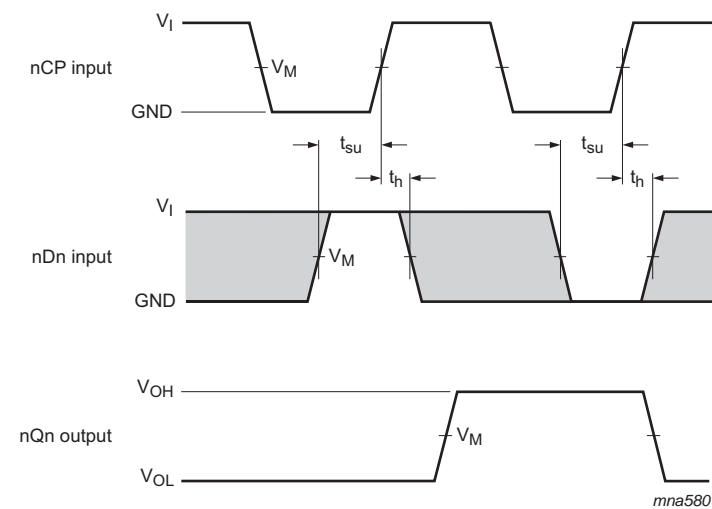 V_I
nCP input
V_M
GND
t_su
t_su
t_h
t_h
V_I
nDn input
V_M
GND
V_OH
nQn output
V_M
V_OL
mna580